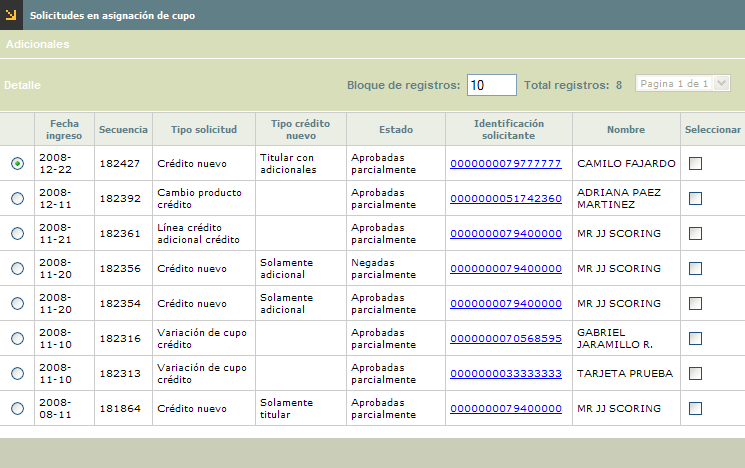 Solicitudes en asignación de cupo
Adicionales
Detalle Bloque de registros: 10 Total registros: 8 Pagina 1 de 1
Fecha ingreso Secuencia Tipo solicitud Tipo crédito nuevo Estado Identificación solicitante Nombre Seleccionar
2008-12-22 182427 Crédito nuevo Titular con adicionales Aprobadas parcialmente 0000000079777777 CAMILO FAJARDO
2008-12-11 182392 Cambio producto crédito Aprobadas parcialmente 0000000051742360 ADRIANA PAEZ MARTINEZ
2008-11-21 182361 Línea crédito adicional crédito Aprobadas parcialmente 0000000079400000 MR JJ SCORING
2008-11-20 182356 Crédito nuevo Solamente adicional Negadas parcialmente 0000000079400000 MR JJ SCORING
2008-11-20 182354 Crédito nuevo Solamente adicional Aprobadas parcialmente 0000000079400000 MR JJ SCORING
2008-11-10 182316 Variación de cupo crédito Aprobadas parcialmente 0000000070568595 GABRIEL JARAMILLO R.
2008-11-10 182313 Variación de cupo crédito Aprobadas parcialmente 0000000033333333 TARJETA PRUEBA
2008-08-11 181864 Crédito nuevo Solamente titular Aprobadas parcialmente 0000000079400000 MR JJ SCORING